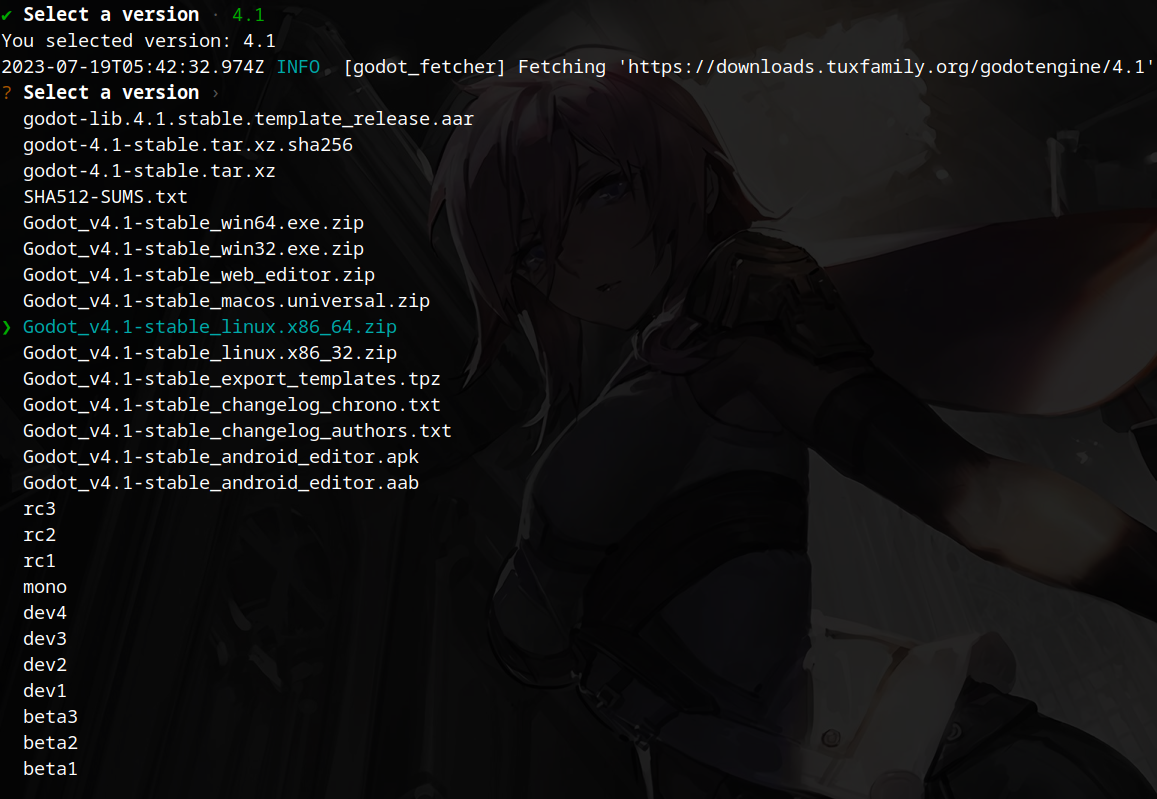 ✔ Select a version · 4.1
You selected version: 4.1
2023-07-19T05:42:32.974Z INFO  [godot_fetcher] Fetching 'https://downloads.tuxfamily.org/godotengine/4.1'
? Select a version ›
godot-lib.4.1.stable.template_release.aar
godot-4.1-stable.tar.xz.sha256
godot-4.1-stable.tar.xz
SHA512-SUMS.txt
Godot_v4.1-stable_win64.exe.zip
Godot_v4.1-stable_win32.exe.zip
Godot_v4.1-stable_web_editor.zip
Godot_v4.1-stable_macos.universal.zip
❯ Godot_v4.1-stable_linux.x86_64.zip
Godot_v4.1-stable_linux.x86_32.zip
Godot_v4.1-stable_export_templates.tpz
Godot_v4.1-stable_changelog_chrono.txt
Godot_v4.1-stable_changelog_authors.txt
Godot_v4.1-stable_android_editor.apk
Godot_v4.1-stable_android_editor.aab
rc3
rc2
rc1
mono
dev4
dev3
dev2
dev1
beta3
beta2
beta1